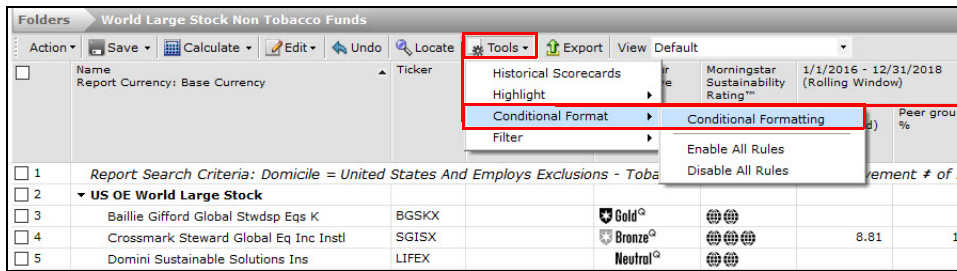 Folders World Large Stock Non Tobacco Funds
Action Save Calculate Edit Undo Locate Tools Export View Default
Name
Report Currency: Base Currency
Ticker
Morningstar
Sustainability
Rating™
1/1/2016 - 12/31/2018
(Rolling Window)
Peer grou
%
Historical Scorecards
Highlight
Conditional Format
Filter
Conditional Formatting
Enable All Rules
Disable All Rules
1 Report Search Criteria: Domicile = United States And Employs Exclusions - Toba vement ≠ of
2 US OE World Large Stock
3 Baillie Gifford Global Stwdsp Eqs K BGSKX Gold Q
4 Crossmark Steward Global Eq Inc Instl SGISX Bronze Q 8.81 1
5 Domini Sustainable Solutions Ins LIFEX Neutral Q